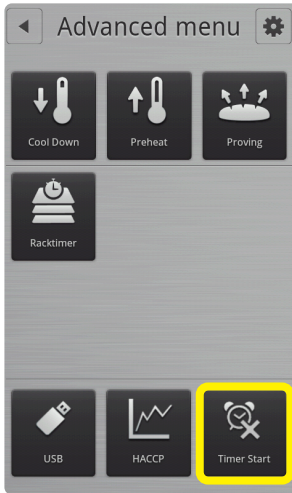 Advanced menu
Cool Down Preheat Proving
Racktimer
USB HACCP Timer Start